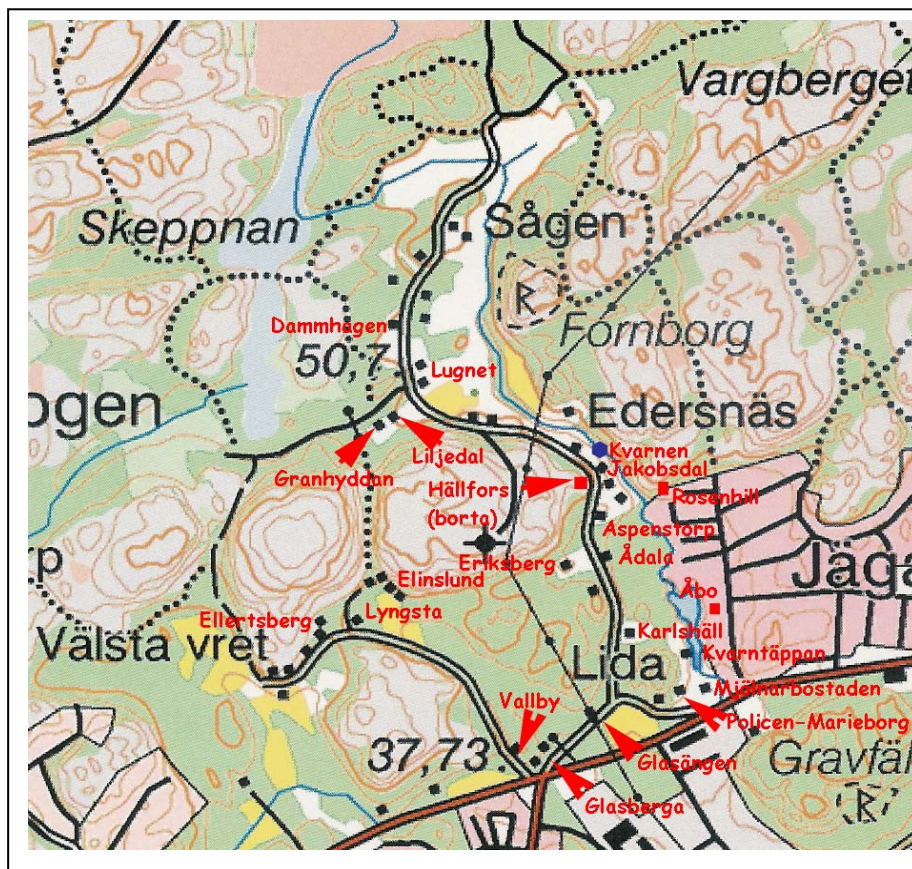 Vargberget
Skeppnan
Sågen
R
Dammhagen
Fornborg
50,7
Lugnet
ogen
Edersnäs
Kvarnen
Liljedal
Jakobsdal
Granhyddan
Hällfors
(borta)
Rosenhill
Aspenstorp
Ådala
Eriksberg
Jäga
Elinslund
Åbo
Ellertsberg
Lyngsta
Karlshäll
Välsta vret
Kvarntäppan
Lida
Mjölnarbostaden
Vallby
Policen-Marieborg
37,73.
Glasängen
Gravfäl
Glasberga
R